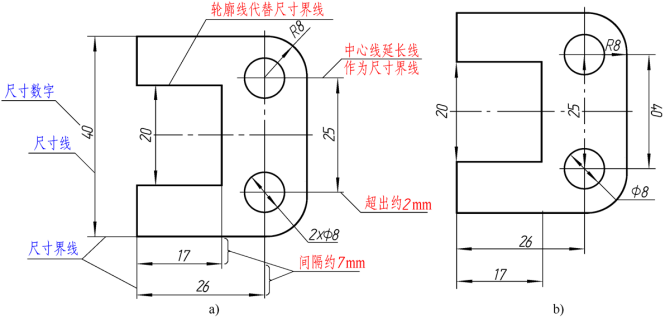 轮廓线代替尺寸界线
R8
中心线延长线
作为尺寸界线
R8
尺寸数字
40
20
25
20
25
40
尺寸线
超出约2mm
Φ8
2xΦ8
尺寸界线
17
26
间隔约7mm
26
17
a)
b)